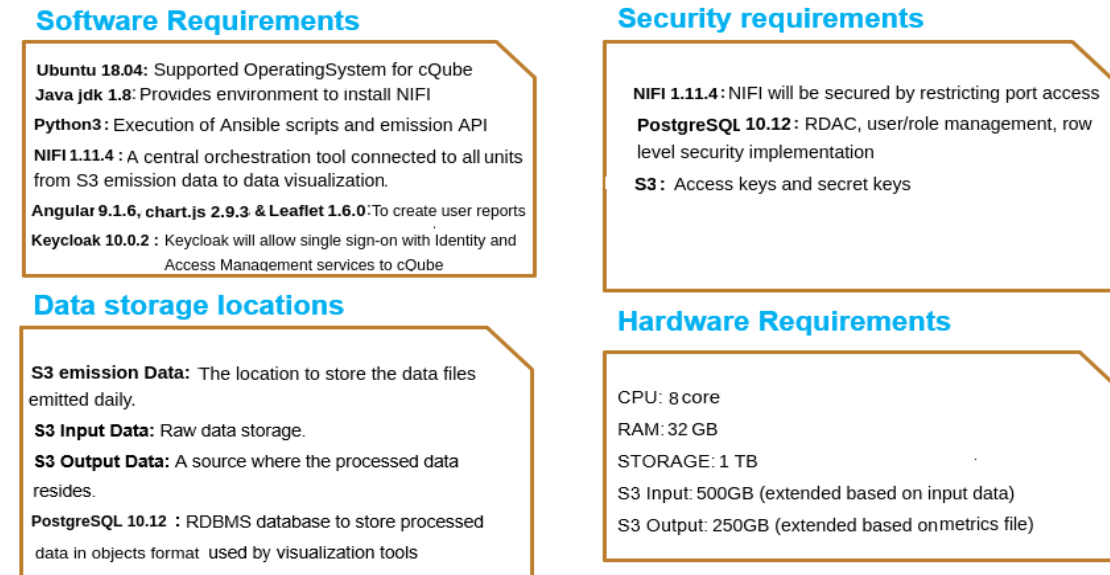 Software Requirements
Ubuntu 18.04: Supported OperatingSystem for cQube
Java jdk 1.8: Provides environment to install NIFI
Python3 : Execution of Ansible scripts and emission API
NIFI 1.11.4 : A central orchestration tool connected to all units
from S3 emission data to data visualization.
Angular 9.1.6, chart.js 2.9.3 & Leaflet 1.6.0:To create user reports
Keycloak 10.0.2 : Keycloak will allow single sign-on with Identity and
Access Management services to cQube
Data storage locations
S3 emission Data: The location to store the data files
emitted daily.
S3 Input Data: Raw data storage.
S3 Output Data: A source where the processed data
resides.
PostgreSQL 10.12 : RDBMS database to store processed
data in objects format used by visualization tools
Security requirements
NIFI 1.11.4: NIFI will be secured by restricting port access
PostgreSQL 10.12: RDAC, user/role management, row
level security implementation
S3: Access keys and secret keys
Hardware Requirements
CPU: 8 core
RAM: 32 GB
STORAGE: 1 TB
S3 Input: 500GB (extended based on input data)
S3 Output: 250GB (extended based on metrics file)